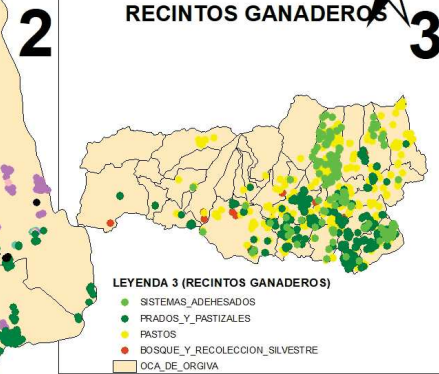 2
RECINTOS GANADEROS
3
LEYENDA 3 (RECINTOS GANADEROS)
SISTEMAS_ADEHESADOS
PRADOS_Y_PASTIZALES
PASTOS
BOSQUE_Y_RECOLECCION_SILVESTRE
OCA_DE_ORGIVA